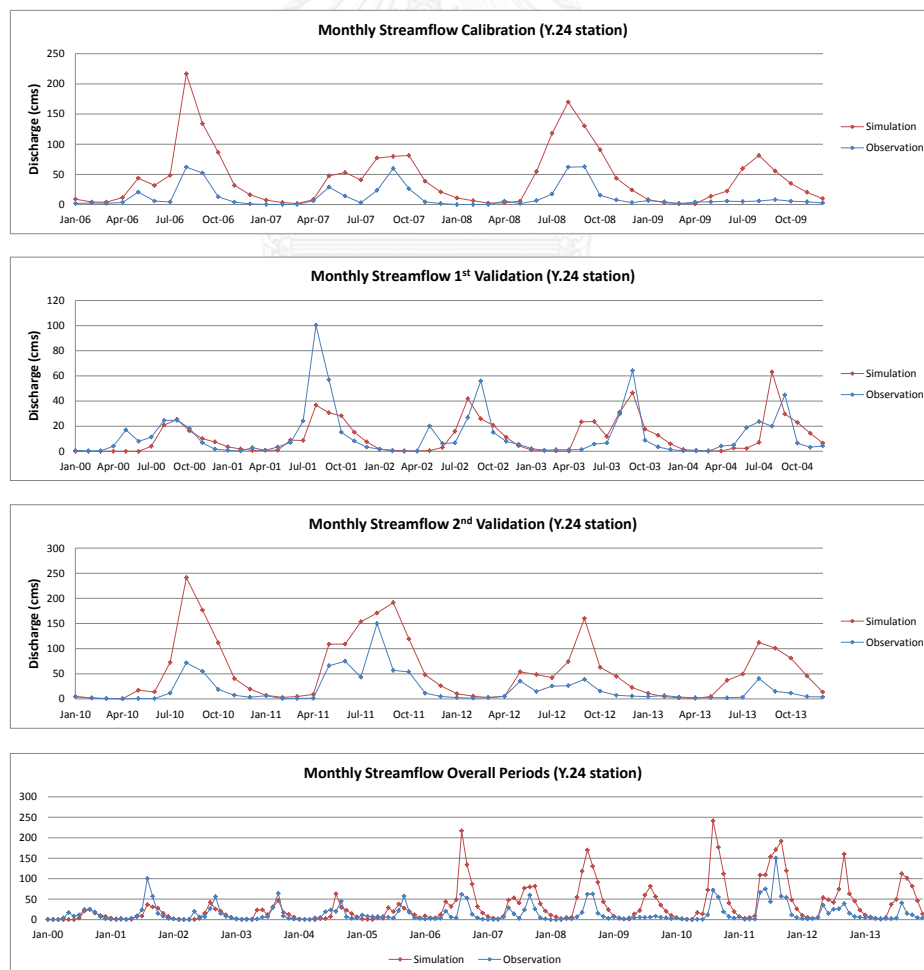 Monthly Streamflow Calibration (Y.24 station)
250
200
150
100
50
0
Discharge (cms)
Jan-06 Apr-06 Jul-06 Oct-06 Jan-07 Apr-07 Jul-07 Oct-07 Jan-08 Apr-08 Jul-08 Oct-08 Jan-09 Apr-09 Jul-09 Oct-09
Simulation
Observation
Monthly Streamflow 1st Validation (Y.24 station)
120
100
80
60
40
20
0
Discharge (cms)
Jan-00 Apr-00 Jul-00 Oct-00 Jan-01 Apr-01 Jul-01 Oct-01 Jan-02 Apr-02 Jul-02 Oct-02 Jan-03 Apr-03 Jul-03 Oct-03 Jan-04 Apr-04 Jul-04 Oct-04
Simulation
Observation
Monthly Streamflow 2nd Validation (Y.24 station)
300
250
200
150
100
50
0
Discharge (cms)
Jan-10 Apr-10 Jul-10 Oct-10 Jan-11 Apr-11 Jul-11 Oct-11 Jan-12 Apr-12 Jul-12 Oct-12 Jan-13 Apr-13 Jul-13 Oct-13
Simulation
Observation
Monthly Streamflow Overall Periods (Y.24 station)
300
250
200
150
100
50
0
Jan-00 Jan-01 Jan-02 Jan-03 Jan-04 Jan-05 Jan-06 Jan-07 Jan-08 Jan-09 Jan-10 Jan-11 Jan-12 Jan-13
Simulation Observation